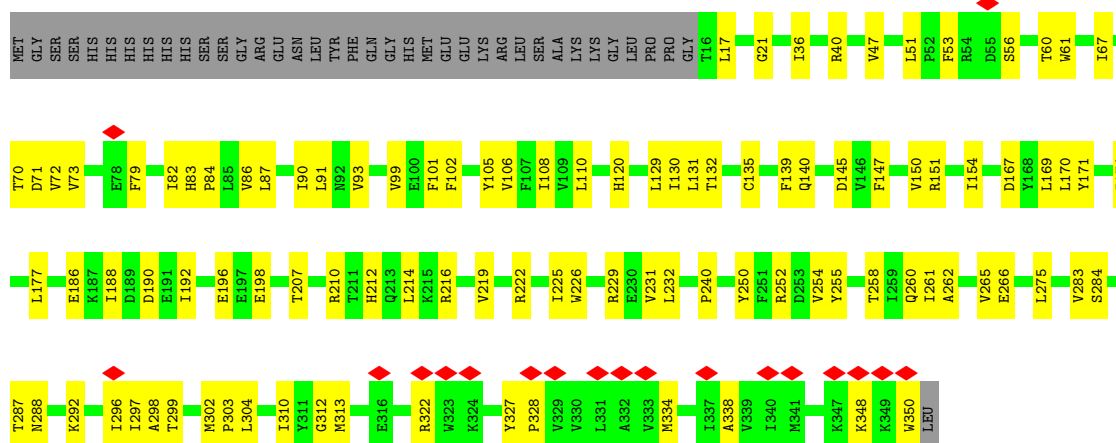 MET GLY SER SER HIS HIS HIS HIS HIS HIS SER SER GLY ARG GLU ASN LEU TYR PHE GLN GLY HIS MET GLU GLU LYS ARG LEU SER ALA LYS LYS GLY LEU PRO PRO GLY T16 L17 G21 I36 R40 V47 L51 P52 F53 R54 D55 S56 T60 W61 I67
T70 D71 V72 V73 E78 F79 I82 H83 P84 L85 V86 L87 I90 L91 N92 V93 V99 E100 F101 F102 Y105 V106 F107 I108 V109 L110 H120 L129 I130 L131 T132 C135 F139 Q140 D145 V146 F147 V150 R151 I154 D167 Y168 L169 L170 Y171
L177 E186 K187 I188 D189 D190 E191 I192 E196 E197 E198 T207 R210 T211 H212 Q213 L214 K215 R216 V219 R222 I225 W226 R229 E230 V231 L232 P240 Y250 F251 R252 D253 V254 Y255 T258 I259 Q260 I261 A262 V265 E266 L275 V283 S284
T287 N288 K292 I296 I297 A298 T299 M302 P303 L304 I310 Y311 G312 M313 E316 R322 W323 K324 Y327 P328 V329 V330 L331 A332 V333 M334 I337 A338 V339 I340 M341 K347 K348 K349 W350 LEU